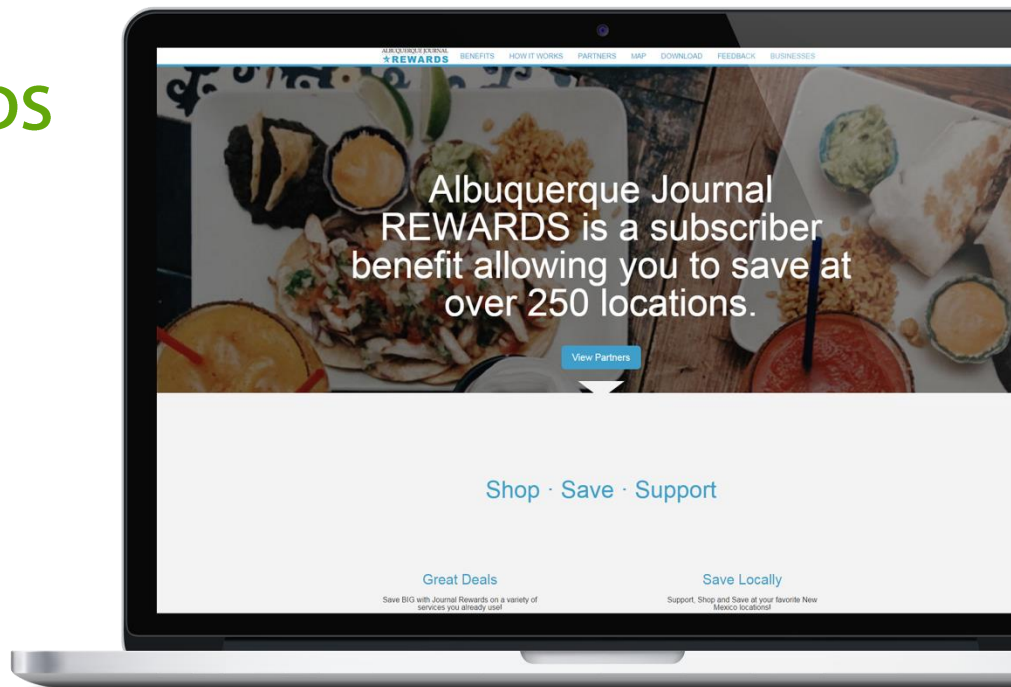 DS
ALBUQUERQUE JOURNAL
REWARDS
BENEFITS HOW IT WORKS PARTNERS MAP DOWNLOAD FEEDBACK BUSINESSES
Albuquerque Journal
REWARDS is a subscriber
benefit allowing you to save at
over 250 locations.
View Partners
Shop · Save · Support
Great Deals
Save BIG with Journal Rewards on a variety of
services you already use!
Save Locally
Support, Shop and Save at your favorite New
Mexico locations!